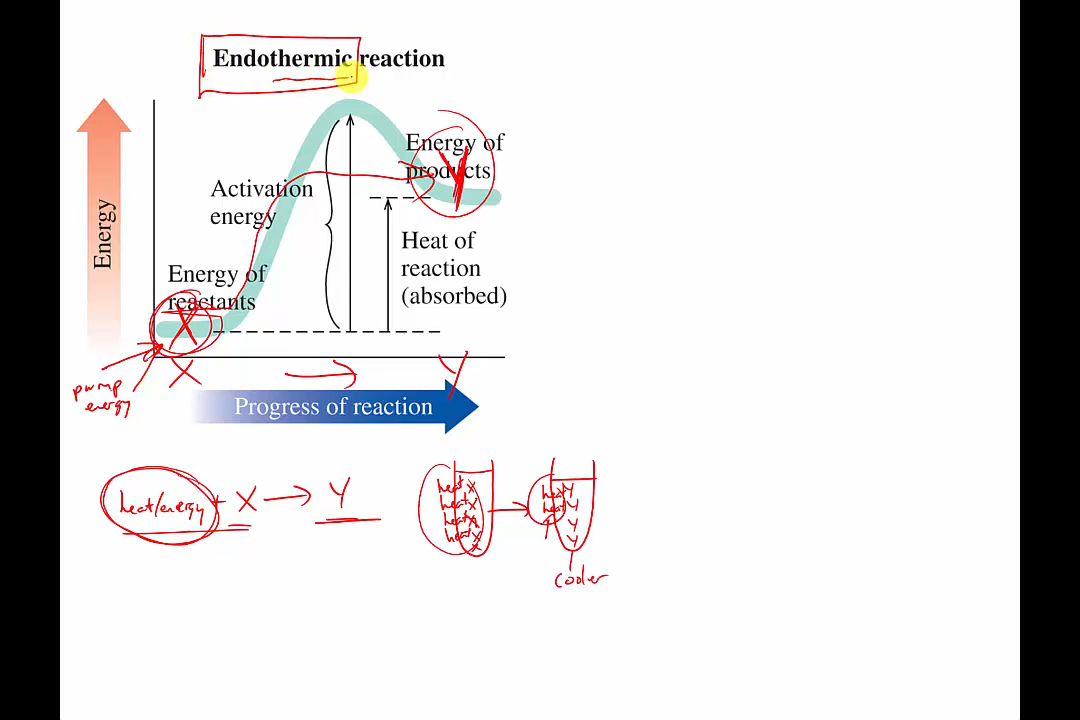 Endothermic reaction
Energy of
products
Y
Activation
energy
Energy
Heat of
reaction
(absorbed)
Energy of
reactants
X
X → Y
pump
energy
Progress of reaction
heat/energy + X → Y
heat X
heat X
heat X
heat X
X
heat Y
heat Y
Y
Y
cooler